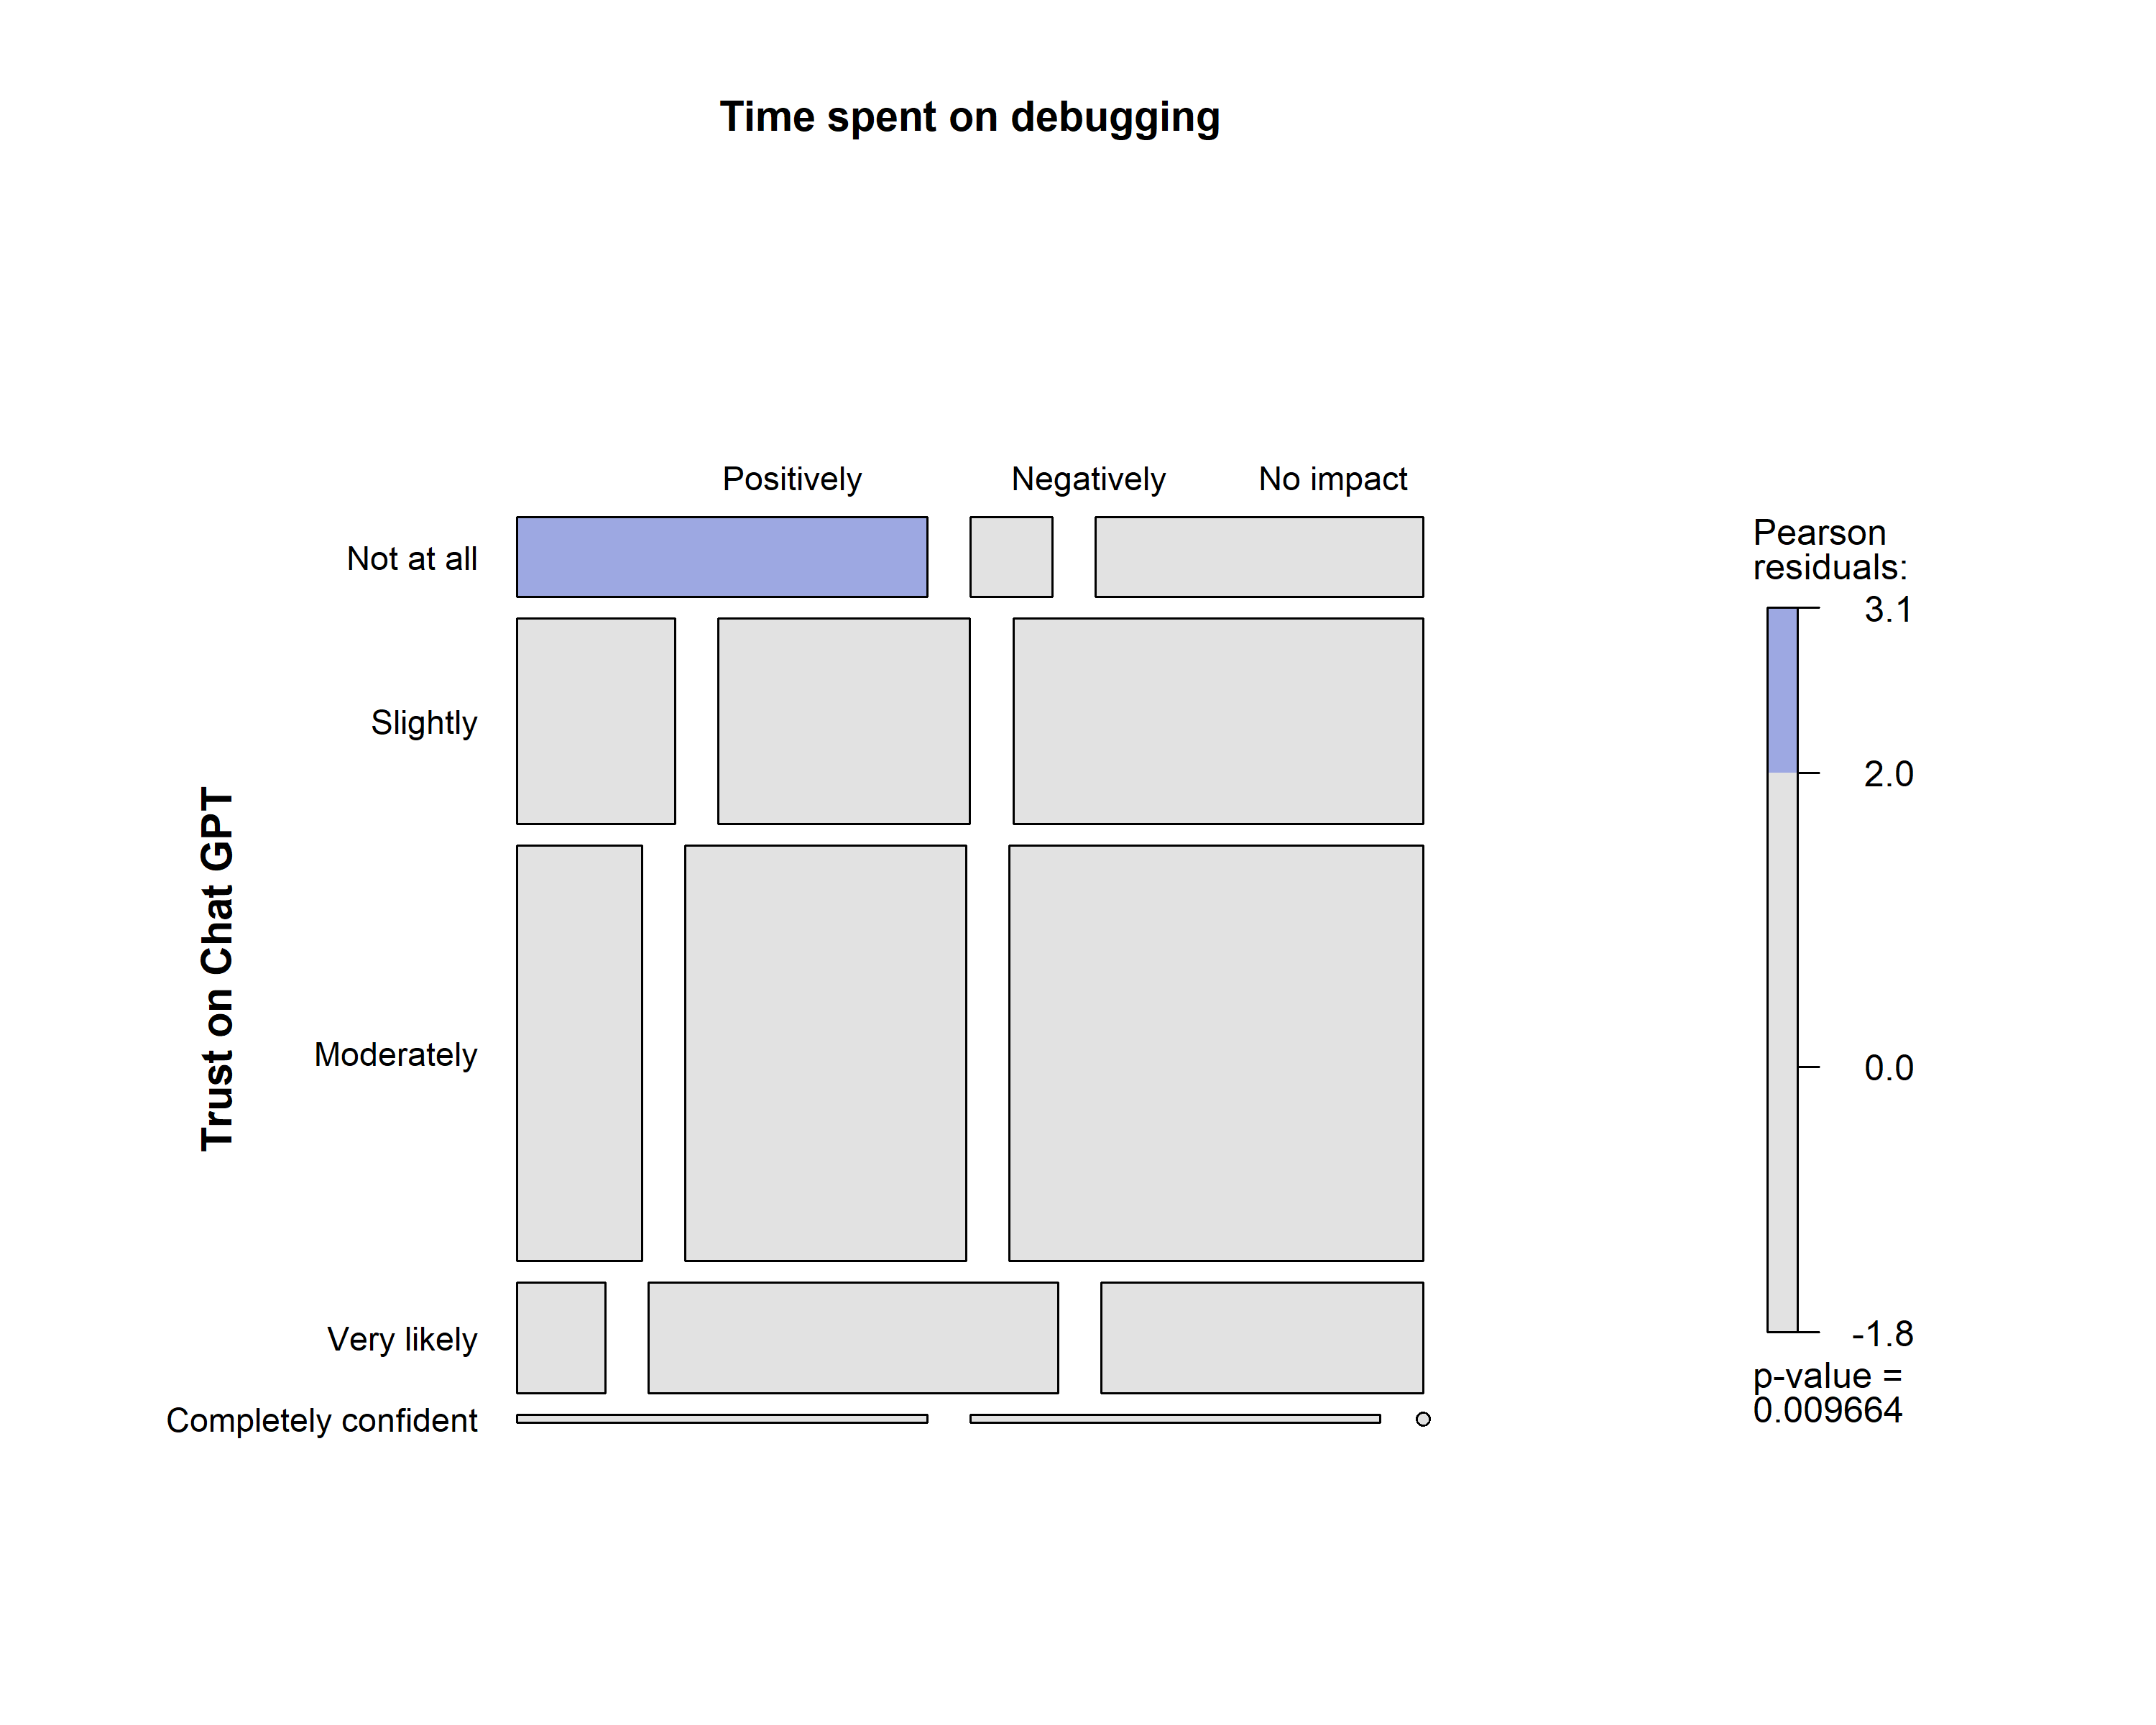 Time spent on debugging
Positively Negatively No impact
Trust on Chat GPT
Not at all
Slightly
Moderately
Very likely
Completely confident
Pearson
residuals:
3.1
2.0
0.0
-1.8
p-value =
0.009664